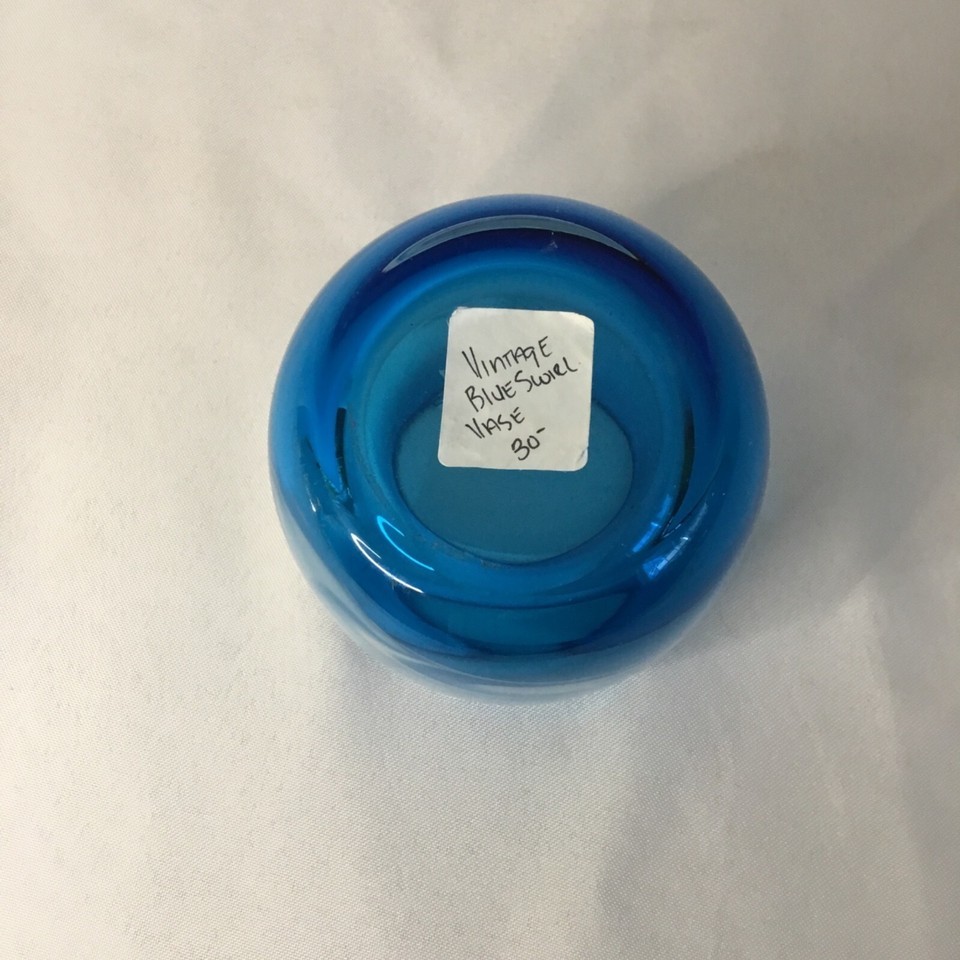 VINTAGE
BLUE SWIRL
VASE
30-